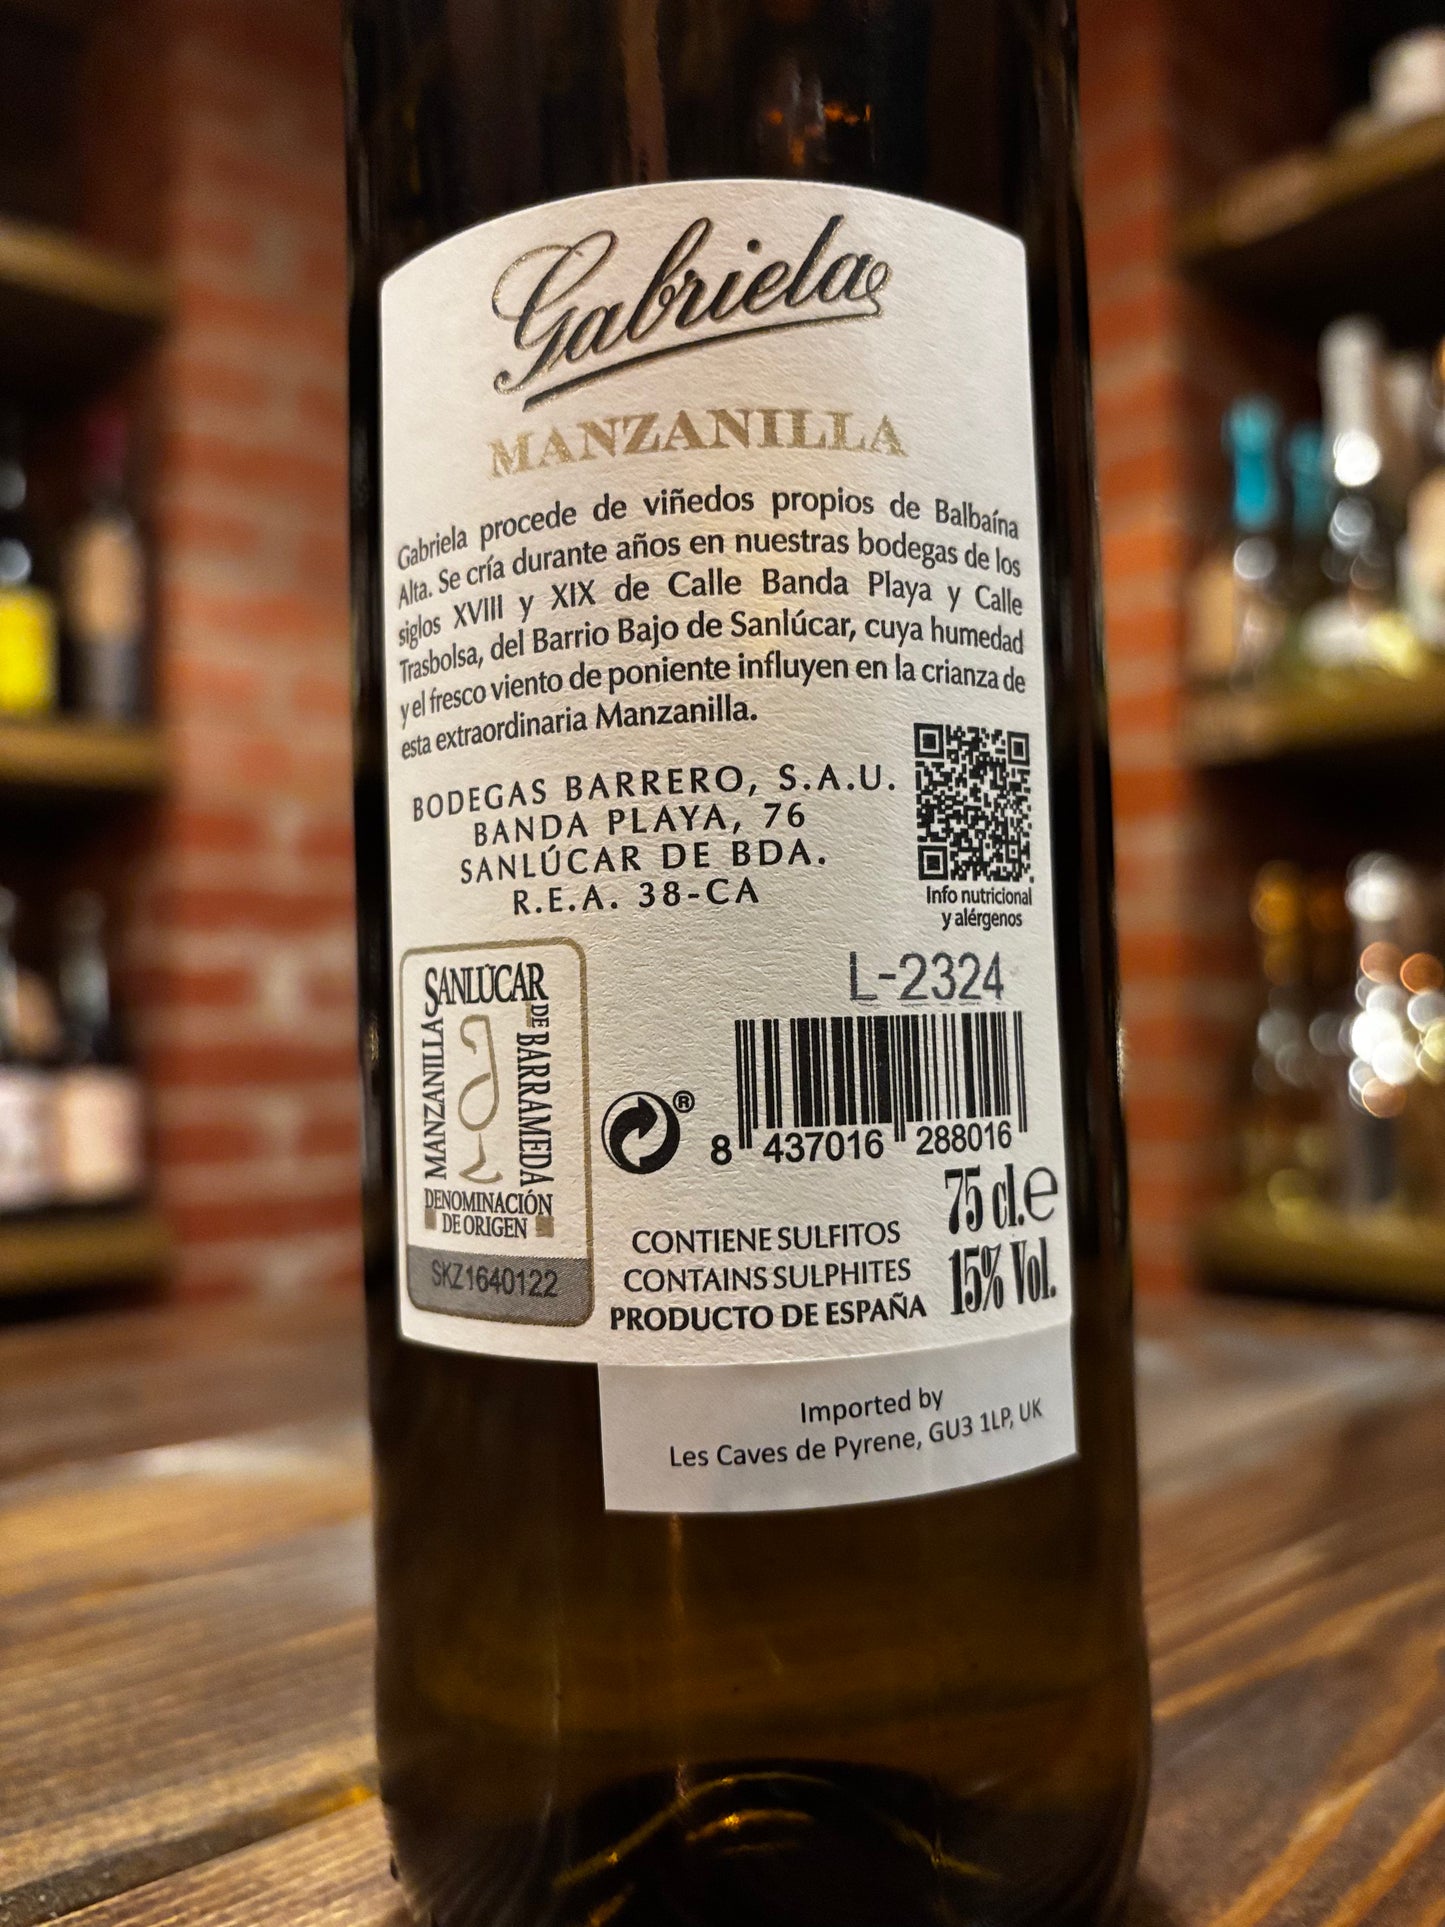 Gabriela
MANZANILLA
Gabriela procede de viñedos propios de Balbaína
Alta. Se cría durante años en nuestras bodegas de los
siglos XVIII y XIX de Calle Banda Playa y Calle
Trasbolsa, del Barrio Bajo de Sanlúcar, cuya humedad
y el fresco viento de poniente influyen en la crianza de
esta extraordinaria Manzanilla.
BODEGAS BARRERO, S.A.U.
BANDA PLAYA, 76
SANLÚCAR DE BDA.
R.E.A. 38-CA
Info nutricional
y alérgenos
L-2324
MANZANILLA
SANLÚCAR
DE BARRAMEDA
DENOMINACIÓN
DE ORIGEN
SKZ1640122
®
8 437016 288016
75 cl.e
15% Vol.
CONTIENE SULFITOS
CONTAINS SULPHITES
PRODUCTO DE ESPAÑA
Imported by
Les Caves de Pyrene, GU3 1LP, UK